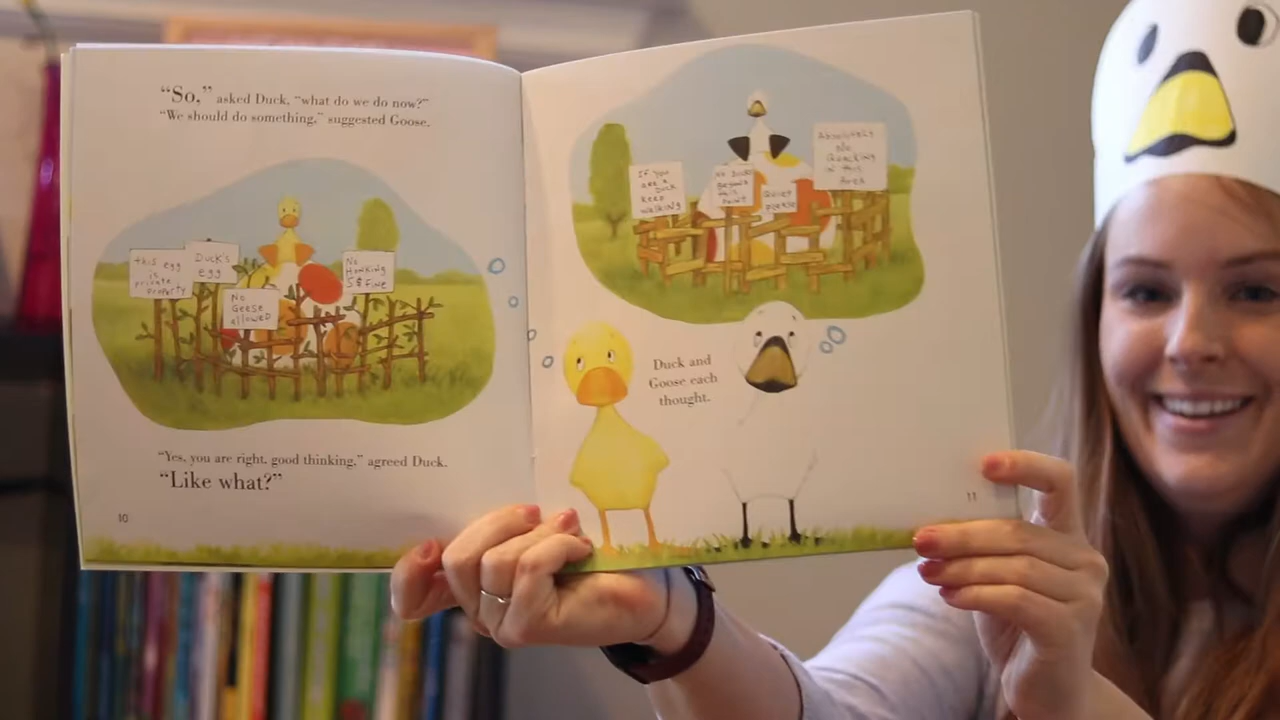 “So,” asked Duck, “what do we do now?”
“We should do something,” suggested Goose.
this egg
is
private
property
Duck's
egg
No
Geese
allowed
No
Honking
5¢ Fine
“Yes, you are right, good thinking,” agreed Duck.
“Like what?”
10
If you
are a
duck
keep
walking
No Ducks
Beyond
this
point
Quiet
please
Absolutely
No
Quacking
in this
Area
Duck and
Goose each
thought.
11